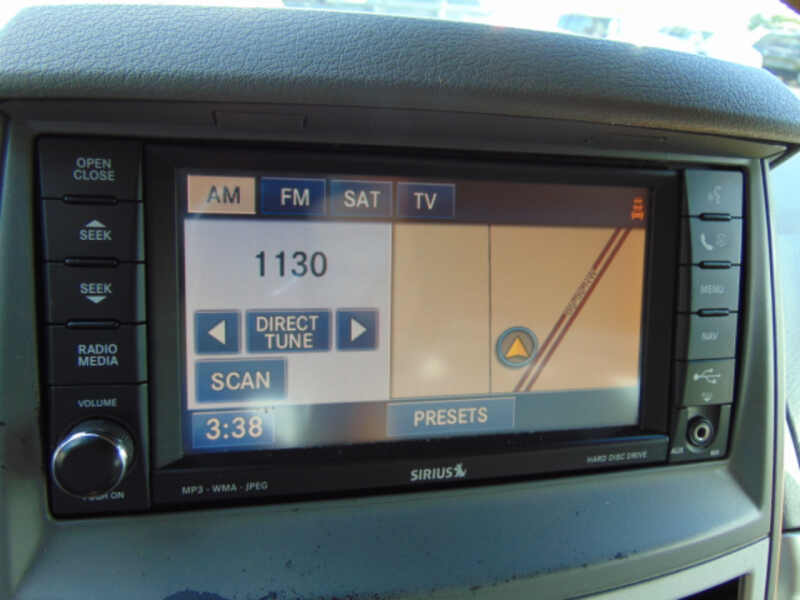 OPEN
CLOSE
SEEK
SEEK
RADIO
MEDIA
VOLUME
AM FM SAT TV
1130
DIRECT
TUNE
SCAN
3:38
PRESETS
MENU
NAV
AUX
MP3 - WMA - JPEG
SIRIUS
HARD DISC DRIVE